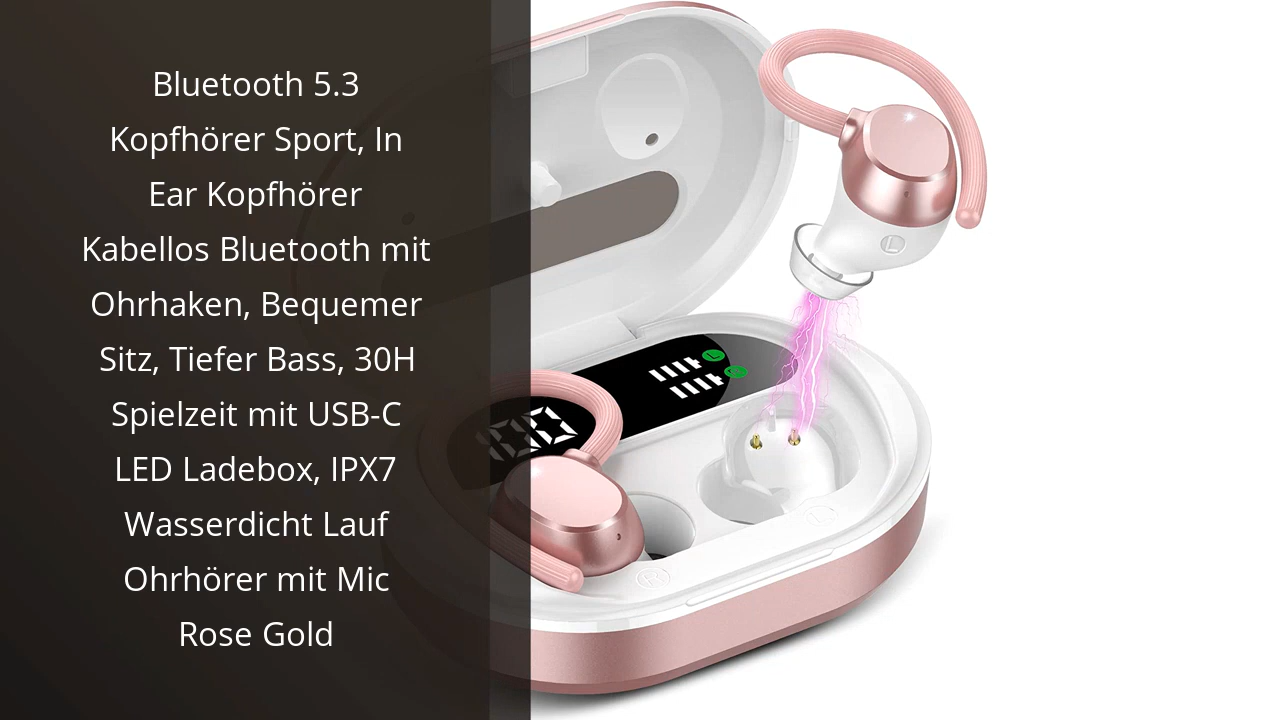 Bluetooth 5.3
Kopfhörer Sport, In
Ear Kopfhörer
Kabellos Bluetooth mit
Ohrhaken, Bequemer
Sitz, Tiefer Bass, 30H
Spielzeit mit USB-C
LED Ladebox, IPX7
Wasserdicht Lauf
Ohrhörer mit Mic
Rose Gold
L
L
L
R